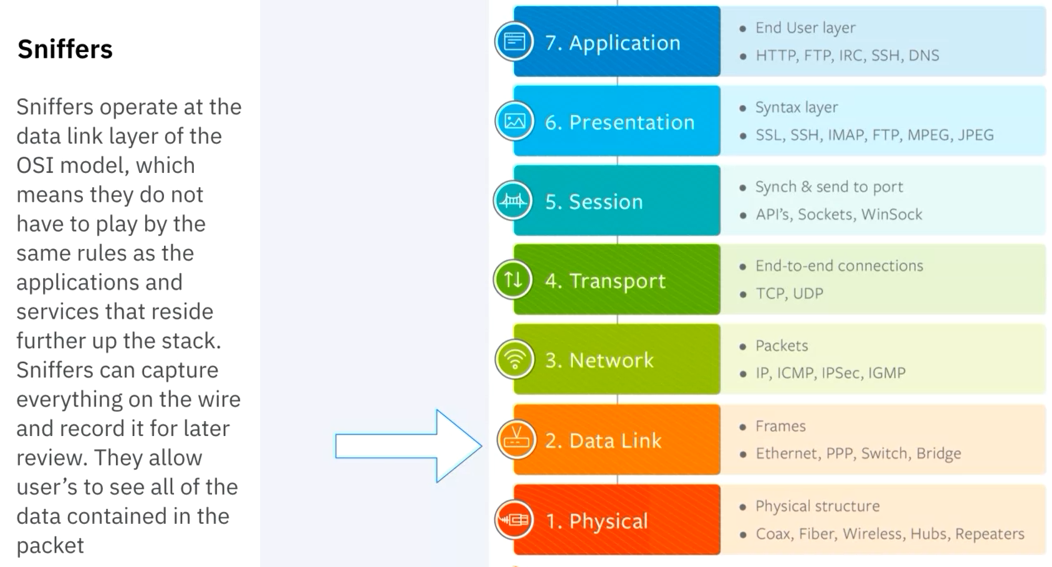 Sniffers
Sniffers operate at the
data link layer of the
OSI model, which
means they do not
have to play by the
same rules as the
applications and
services that reside
further up the stack.
Sniffers can capture
everything on the wire
and record it for later
review. They allow
user’s to see all of the
data contained in the
packet
7. Application
End User layer
HTTP, FTP, IRC, SSH, DNS
6. Presentation
Syntax layer
SSL, SSH, IMAP, FTP, MPEG, JPEG
5. Session
Synch & send to port
API’s, Sockets, WinSock
4. Transport
End-to-end connections
TCP, UDP
3. Network
Packets
IP, ICMP, IPSec, IGMP
2. Data Link
Frames
Ethernet, PPP, Switch, Bridge
1. Physical
Physical structure
Coax, Fiber, Wireless, Hubs, Repeaters